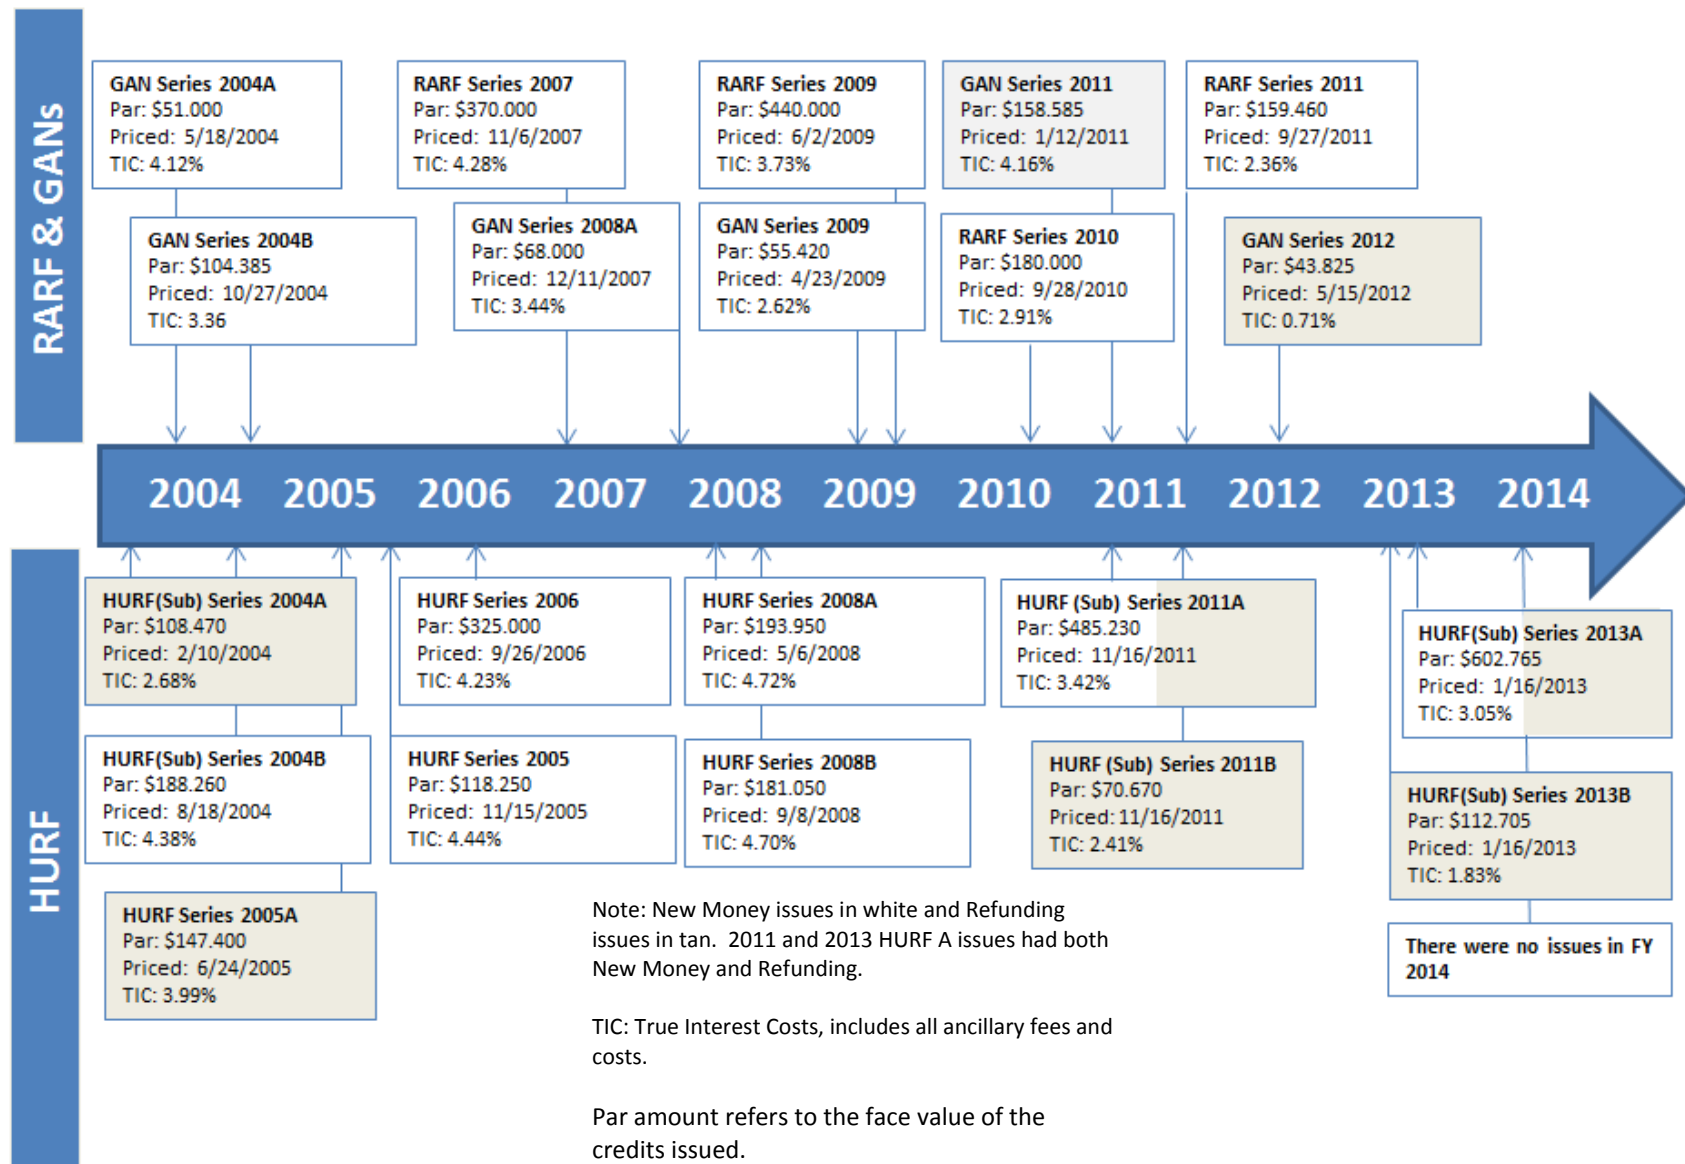 RARF & GANs
GAN Series 2004A
Par: $51.000
Priced: 5/18/2004
TIC: 4.12%
RARF Series 2007
Par: $370.000
Priced: 11/6/2007
TIC: 4.28%
RARF Series 2009
Par: $440.000
Priced: 6/2/2009
TIC: 3.73%
GAN Series 2011
Par: $158.585
Priced: 1/12/2011
TIC: 4.16%
RARF Series 2011
Par: $159.460
Priced: 9/27/2011
TIC: 2.36%
GAN Series 2004B
Par: $104.385
Priced: 10/27/2004
TIC: 3.36
GAN Series 2008A
Par: $68.000
Priced: 12/11/2007
TIC: 3.44%
GAN Series 2009
Par: $55.420
Priced: 4/23/2009
TIC: 2.62%
RARF Series 2010
Par: $180.000
Priced: 9/28/2010
TIC: 2.91%
GAN Series 2012
Par: $43.825
Priced: 5/15/2012
TIC: 0.71%
2004 2005 2006 2007 2008 2009 2010 2011 2012 2013 2014
HURF
HURF(Sub) Series 2004A
Par: $108.470
Priced: 2/10/2004
TIC: 2.68%
HURF Series 2006
Par: $325.000
Priced: 9/26/2006
TIC: 4.23%
HURF Series 2008A
Par: $193.950
Priced: 5/6/2008
TIC: 4.72%
HURF (Sub) Series 2011A
Par: $485.230
Priced: 11/16/2011
TIC: 3.42%
HURF(Sub) Series 2013A
Par: $602.765
Priced: 1/16/2013
TIC: 3.05%
HURF(Sub) Series 2004B
Par: $188.260
Priced: 8/18/2004
TIC: 4.38%
HURF Series 2005
Par: $118.250
Priced: 11/15/2005
TIC: 4.44%
HURF Series 2008B
Par: $181.050
Priced: 9/8/2008
TIC: 4.70%
HURF (Sub) Series 2011B
Par: $70.670
Priced: 11/16/2011
TIC: 2.41%
HURF(Sub) Series 2013B
Par: $112.705
Priced: 1/16/2013
TIC: 1.83%
HURF Series 2005A
Par: $147.400
Priced: 6/24/2005
TIC: 3.99%
There were no issues in FY
2014
Note: New Money issues in white and Refunding
issues in tan. 2011 and 2013 HURF A issues had both
New Money and Refunding.
TIC: True Interest Costs, includes all ancillary fees and
costs.
Par amount refers to the face value of the
credits issued.